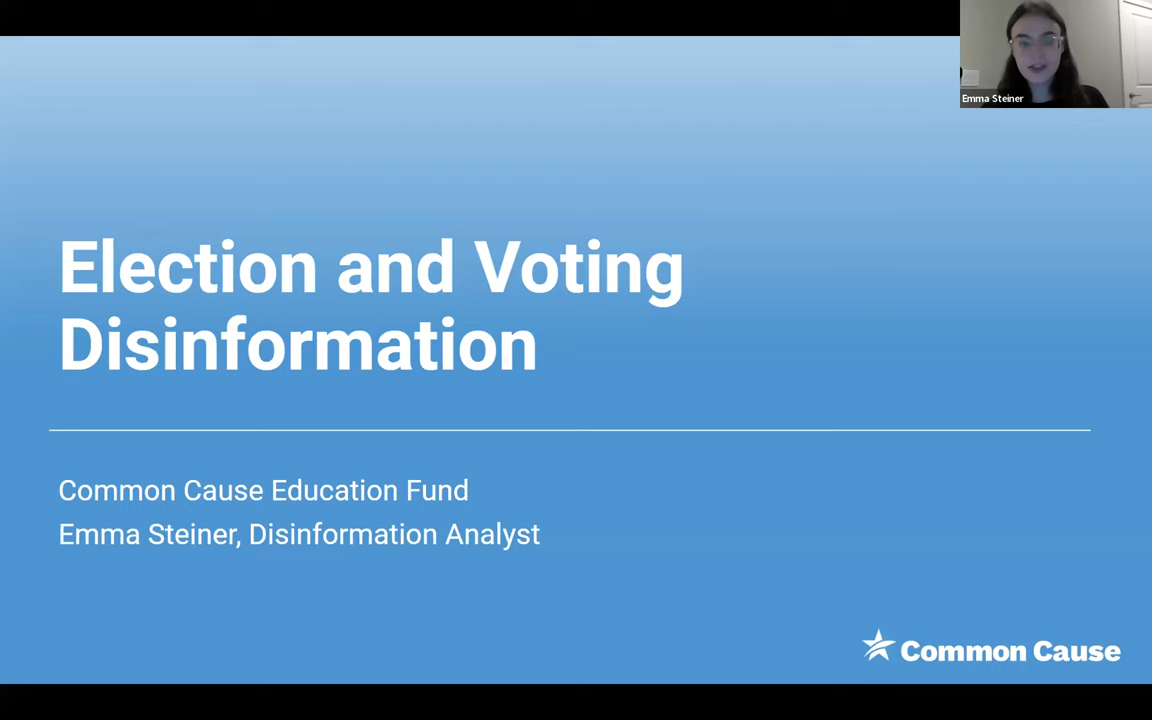 Emma Steiner
Election and Voting
Disinformation
Common Cause Education Fund
Emma Steiner, Disinformation Analyst
Common Cause